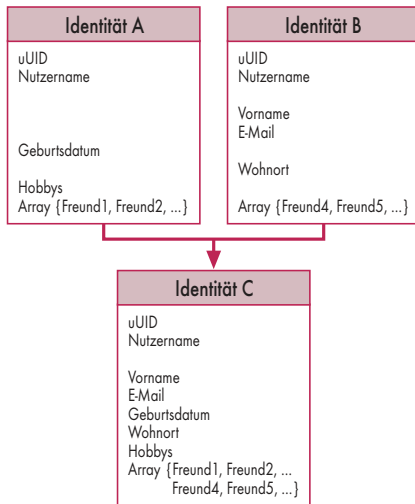 Identität A
uUID
Nutzername
Geburtsdatum
Hobbys
Array {Freund1, Freund2, ...}
Identität B
uUID
Nutzername
Vorname
E-Mail
Wohnort
Array {Freund4, Freund5, ...}
Identität C
uUID
Nutzername
Vorname
E-Mail
Geburtsdatum
Wohnort
Hobbys
Array {Freund1, Freund2, ...
Freund4, Freund5, ...}